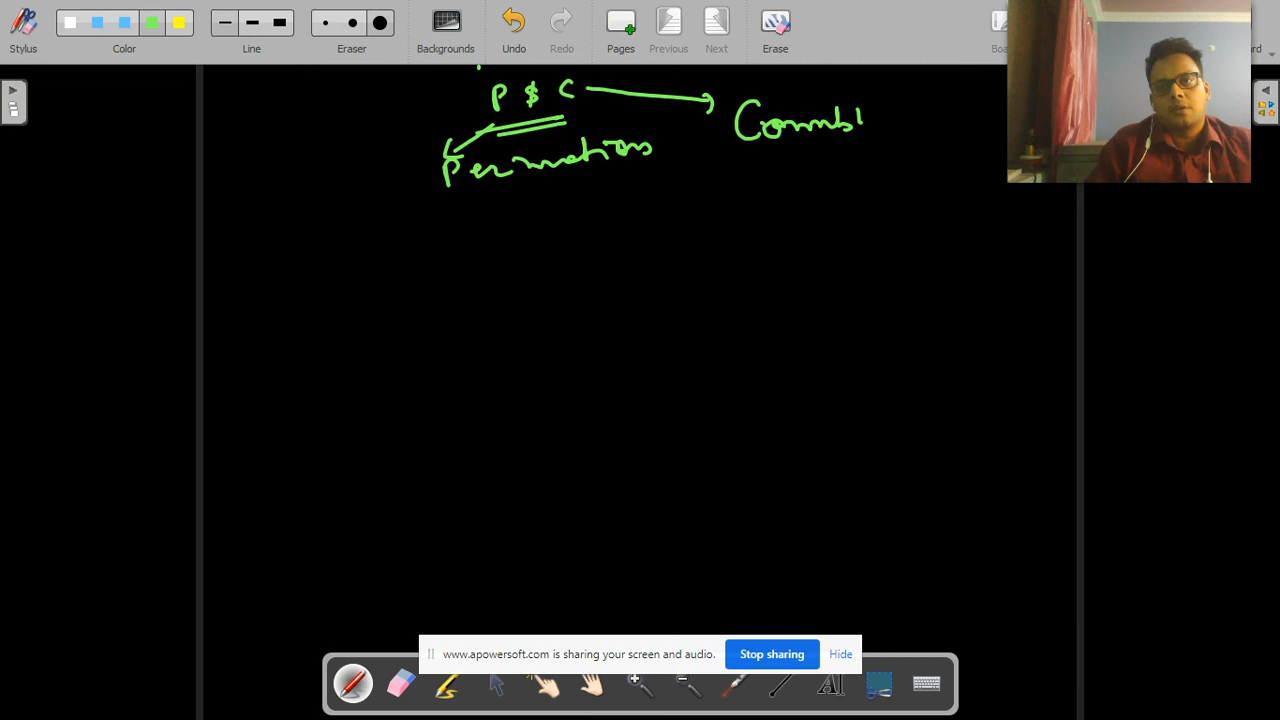 Stylus Color Line Eraser Backgrounds Undo Redo Pages Previous Next Erase
P $ C
Combi
Permutions
www.apowersoft.com is sharing your screen and audio. Stop sharing Hide